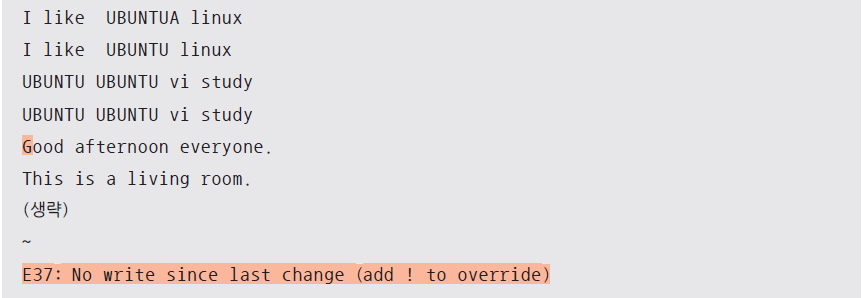 I like  UBUNTUA linux
I like  UBUNTU linux
UBUNTU UBUNTU vi study
UBUNTU UBUNTU vi study
Good afternoon everyone.
This is a living room.
(생략)
~
E37: No write since last change (add ! to override)